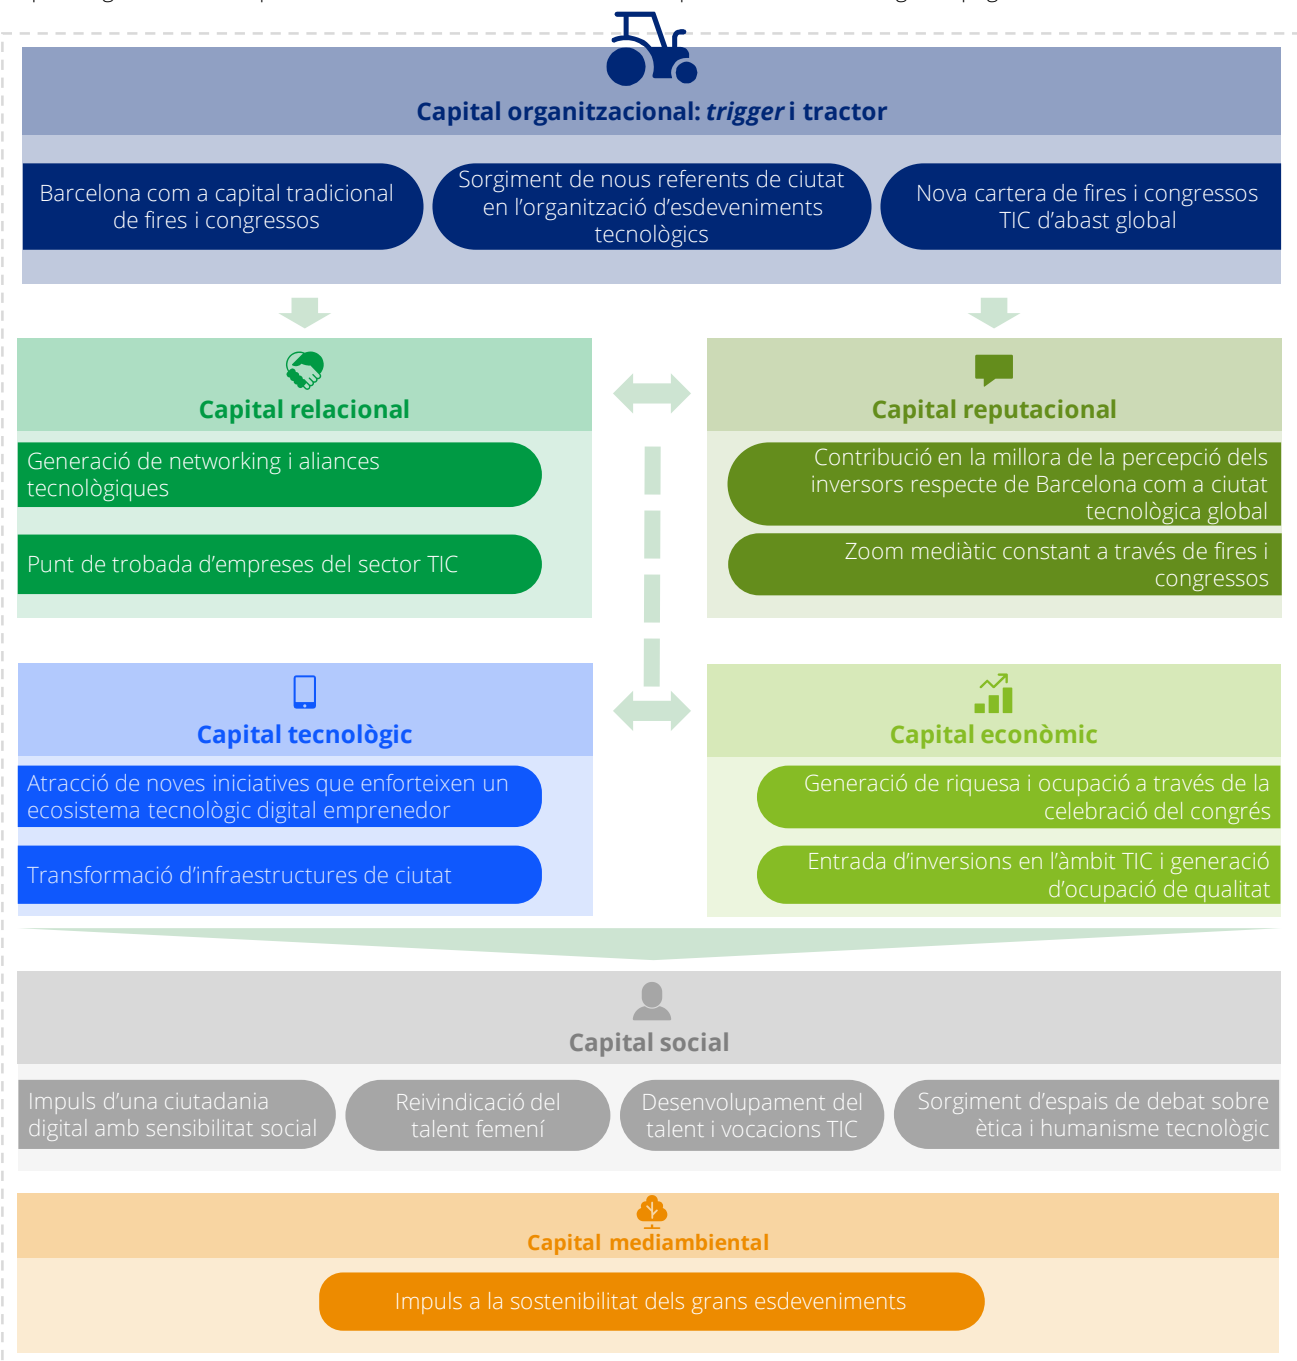 Capital organitzacional: trigger i tractor
Barcelona com a capital tradicional
de fires i congressos
Sorgiment de nous referents de ciutat
en l’organització d’esdeveniments
tecnològics
Nova cartera de fires i congressos
TIC d’abast global
Capital relacional
Generació de networking i aliances
tecnològiques
Punt de trobada d’empreses del sector TIC
Capital reputacional
Contribució en la millora de la percepció dels
inversors respecte de Barcelona com a ciutat
tecnològica global
Zoom mediàtic constant a través de fires i
congressos
Capital tecnològic
Atracció de noves iniciatives que enforteixen un
ecosistema tecnològic digital emprenedor
Transformació d’infraestructures de ciutat
Capital econòmic
Generació de riquesa i ocupació a través de la
celebració del congrés
Entrada d’inversions en l’àmbit TIC i generació
d’ocupació de qualitat
Capital social
Impuls d’una ciutadania
digital amb sensibilitat social
Reivindicació del
talent femení
Desenvolupament del
talent i vocacions TIC
Sorgiment d’espais de debat sobre
ètica i humanisme tecnològic
Capital mediambiental
Impuls a la sostenibilitat dels grans esdeveniments